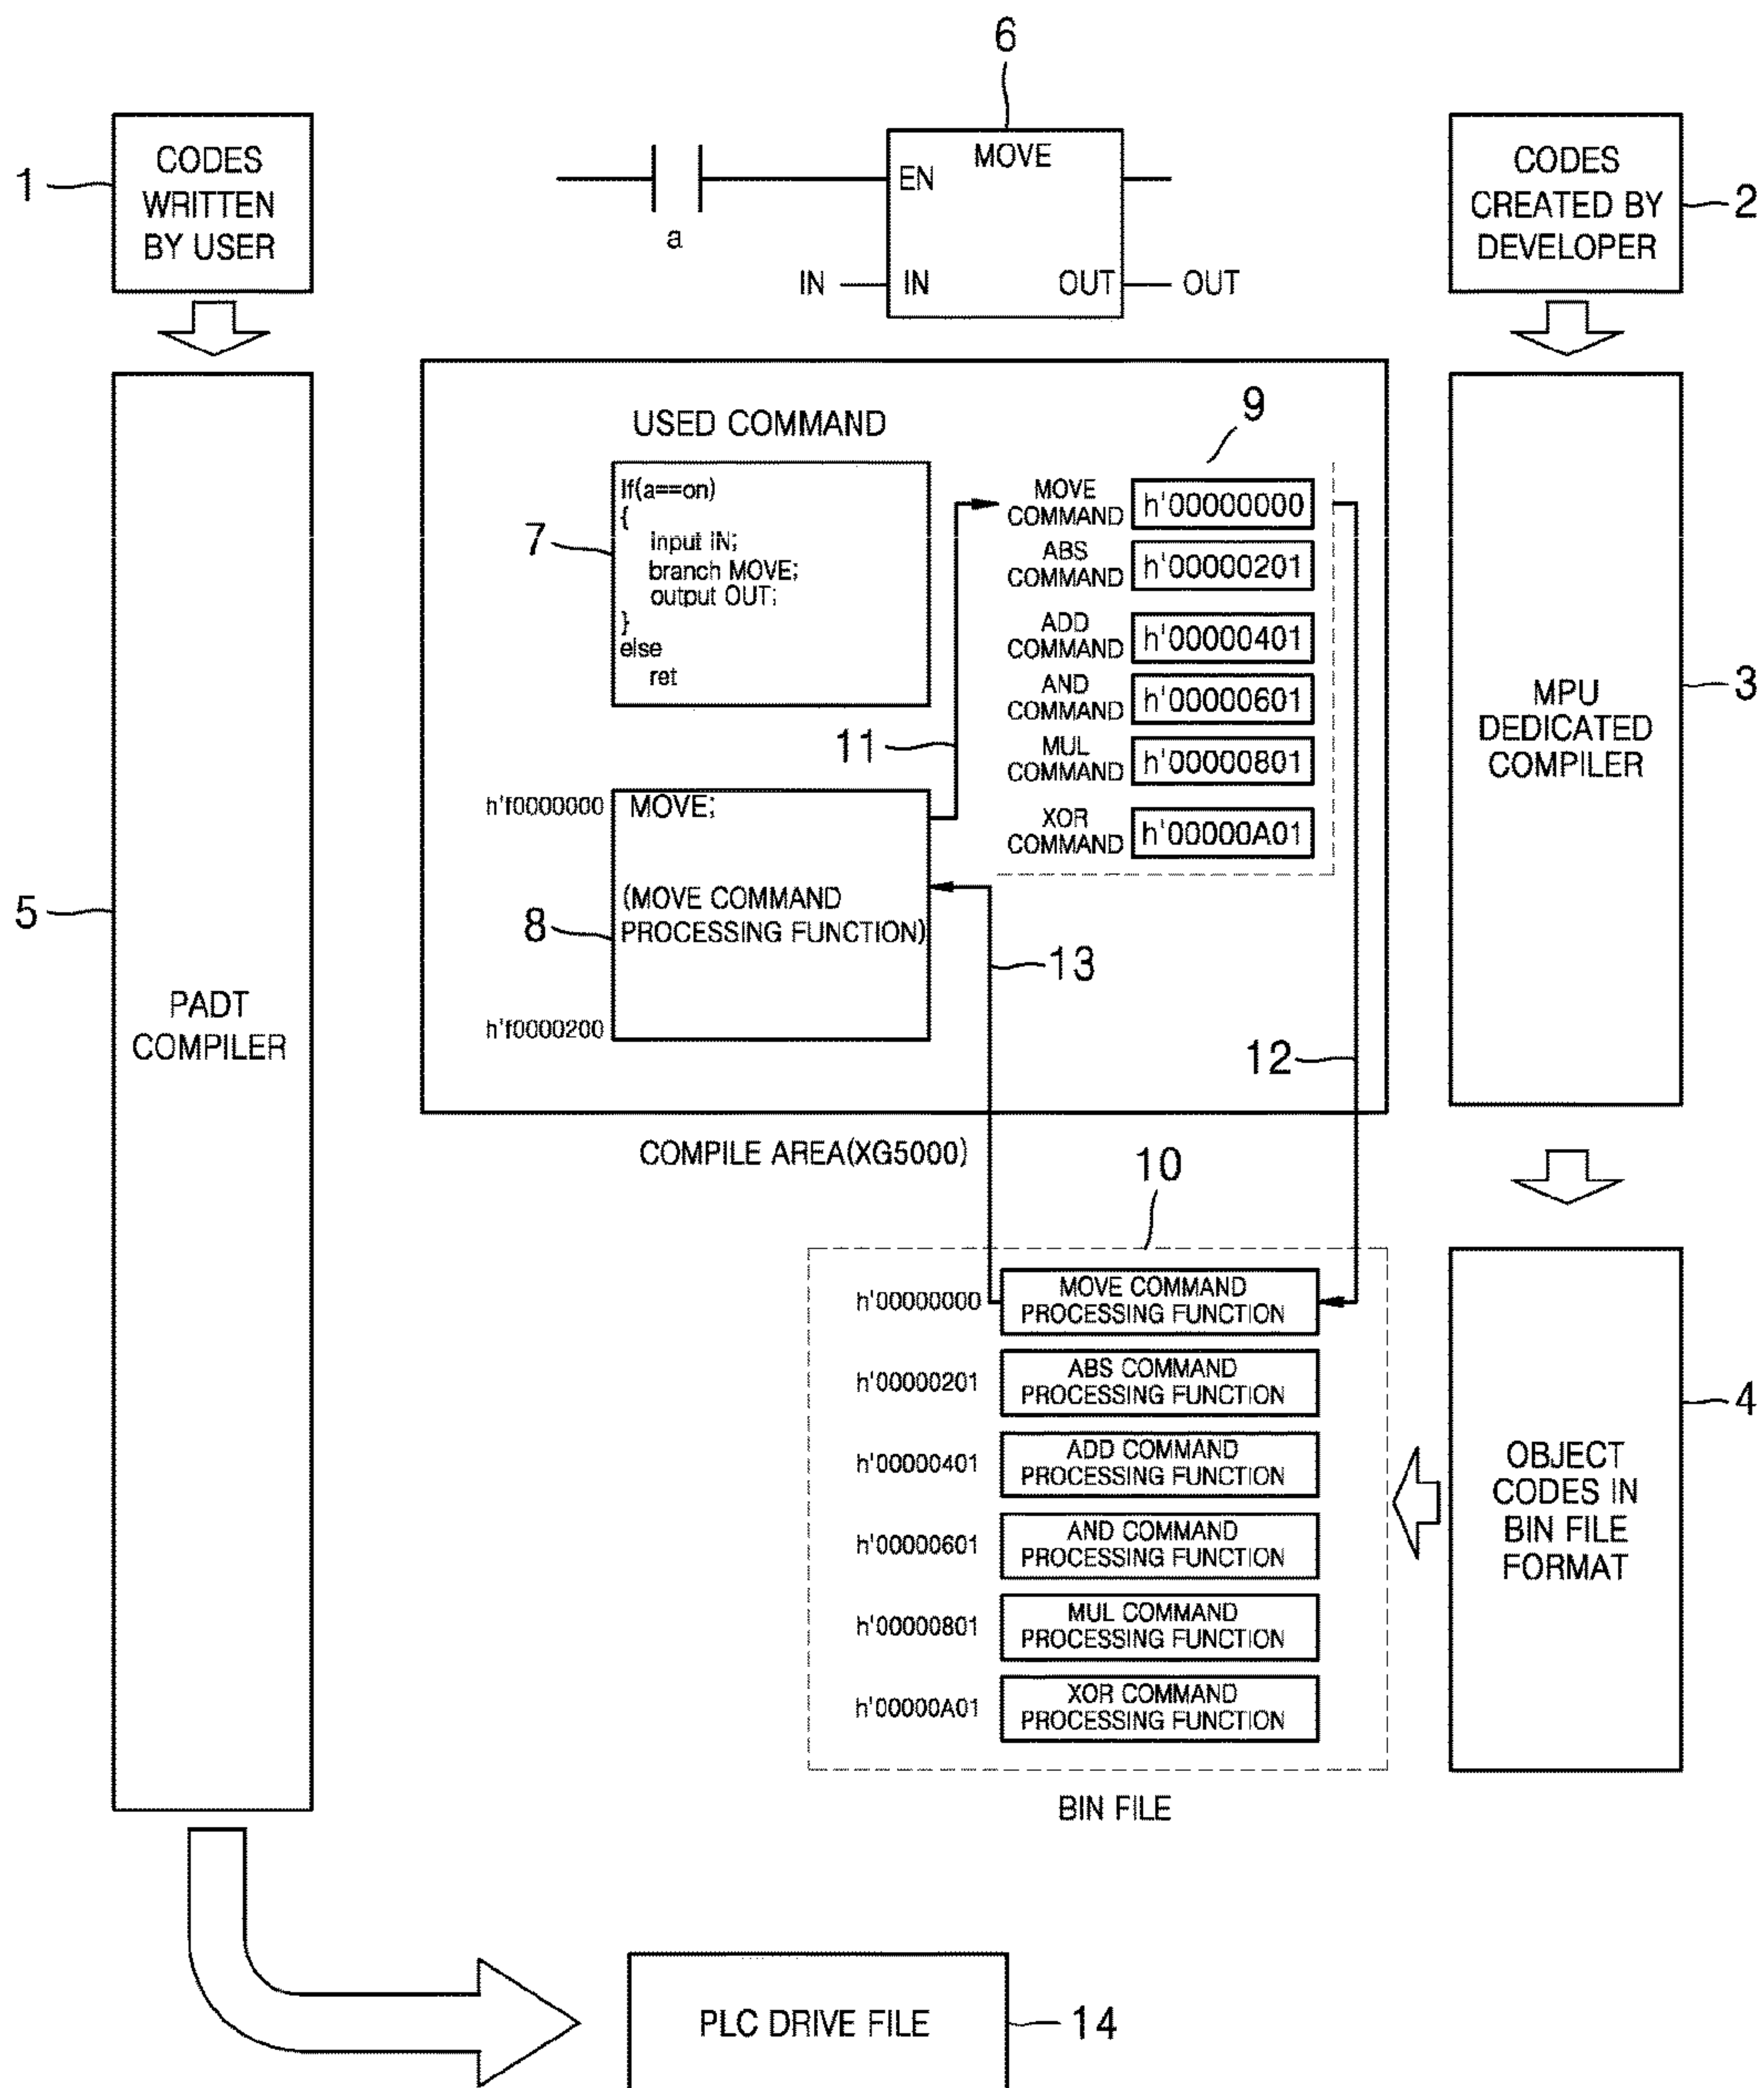 6
1
CODES
WRITTEN
BY USER
MOVE
EN
a
IN
IN
OUT
OUT
CODES
CREATED BY
DEVELOPER
2
5
PADT
COMPILER
USED COMMAND
7
If(a==on)
{
input IN;
branch MOVE;
output OUT;
}
else
ret
9
MOVE
COMMAND
h'00000000
ABS
COMMAND
h'00000201
ADD
COMMAND
h'00000401
AND
COMMAND
h'00000601
MUL
COMMAND
h'00000801
XOR
COMMAND
h'00000A01
11
h'f0000000
MOVE;
8
(MOVE COMMAND
PROCESSING FUNCTION)
h'f0000200
13
12
COMPILE AREA(XG5000)
MPU
DEDICATED
COMPILER
3
10
h'00000000
MOVE COMMAND
PROCESSING FUNCTION
h'00000201
ABS COMMAND
PROCESSING FUNCTION
h'00000401
ADD COMMAND
PROCESSING FUNCTION
h'00000601
AND COMMAND
PROCESSING FUNCTION
h'00000801
MUL COMMAND
PROCESSING FUNCTION
h'00000A01
XOR COMMAND
PROCESSING FUNCTION
BIN FILE
OBJECT
CODES IN
BIN FILE
FORMAT
4
PLC DRIVE FILE
14